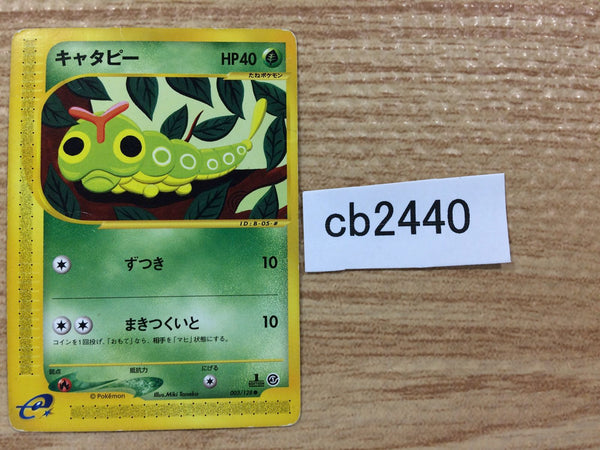 キャタピー HP40
たねポケモン
ID:B-05-#
ずつき 10
まきつくいと 10
コインを1回投げ、「おもて」なら、相手を「マヒ」状態にする。
弱点 抵抗力 にげる
© Pokémon Illus.Miki Tanaka 003/128 ●
cb2440